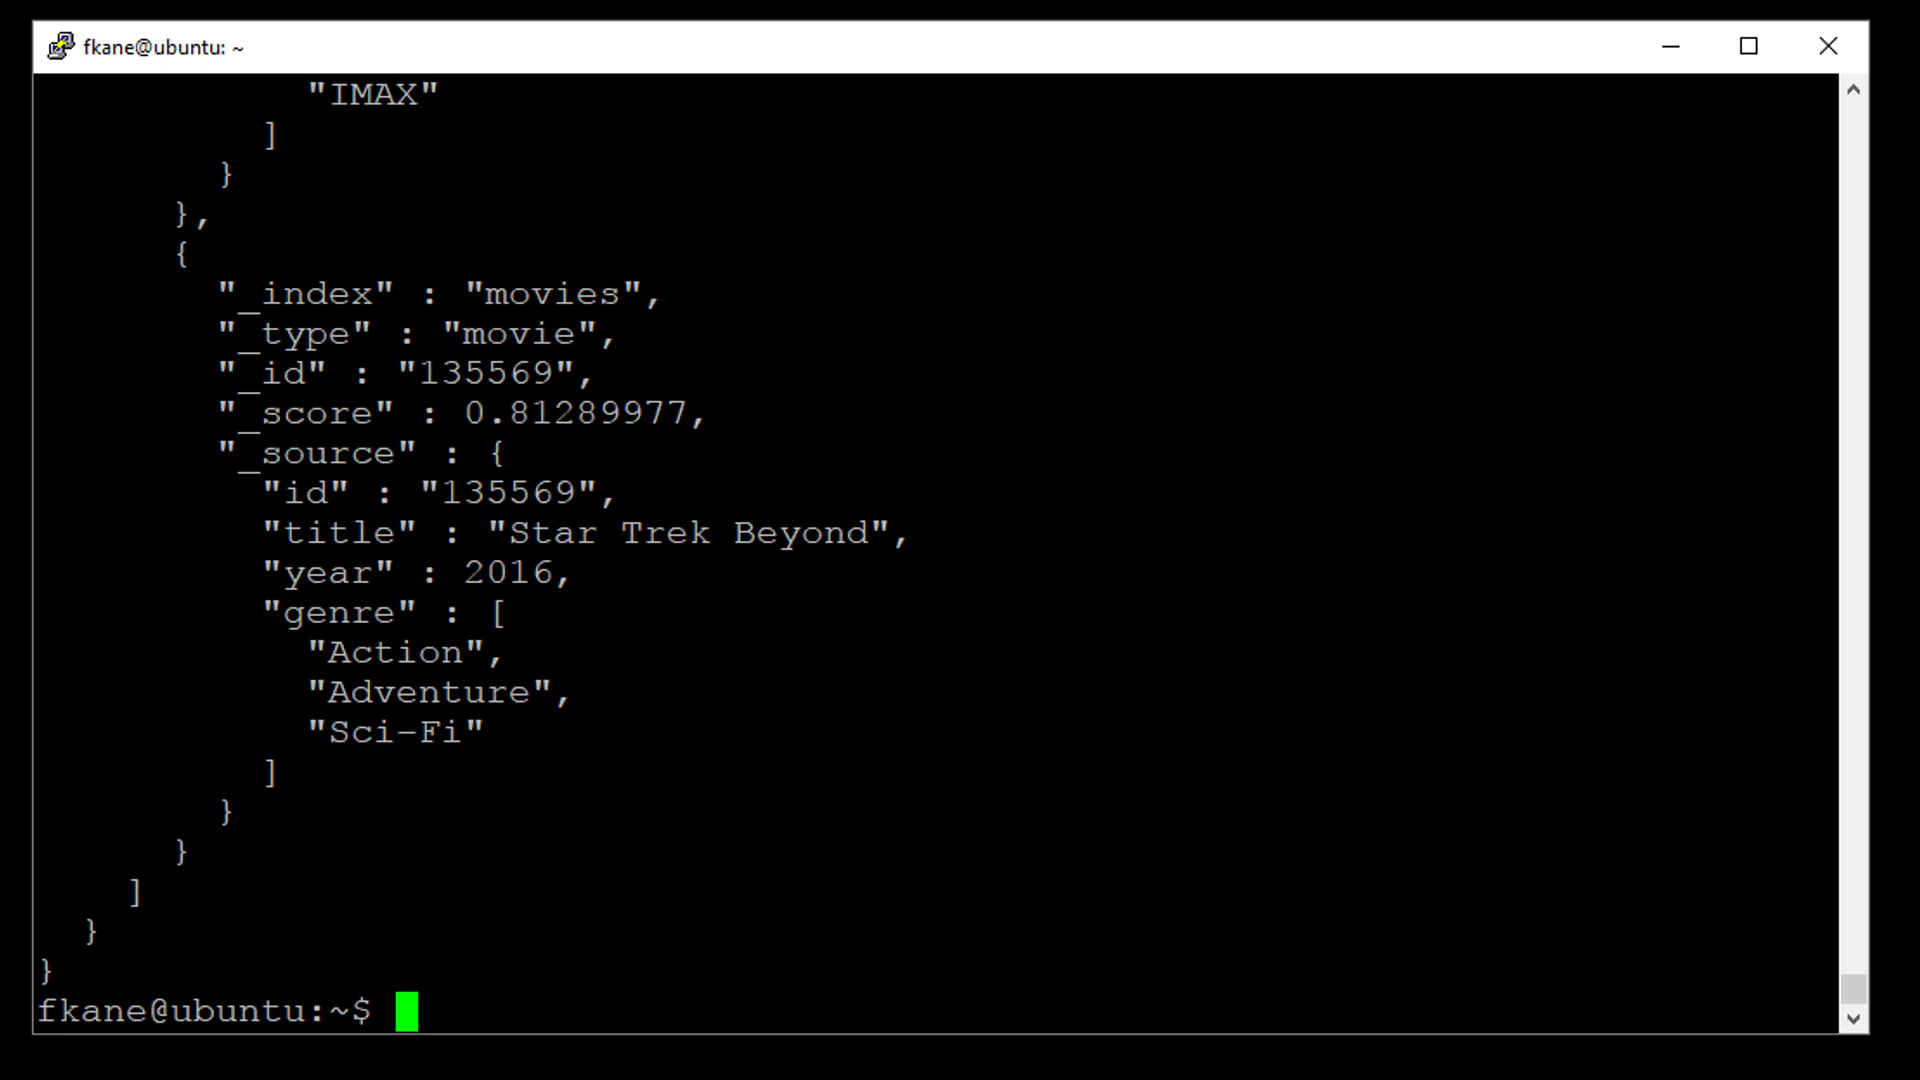 fkane@ubuntu: ~
"IMAX"
]
}
},
{
"_index" : "movies",
"_type" : "movie",
"_id" : "135569",
"_score" : 0.81289977,
"_source" : {
"id" : "135569",
"title" : "Star Trek Beyond",
"year" : 2016,
"genre" : [
"Action",
"Adventure",
"Sci-Fi"
]
}
}
]
}
}
fkane@ubuntu:~$